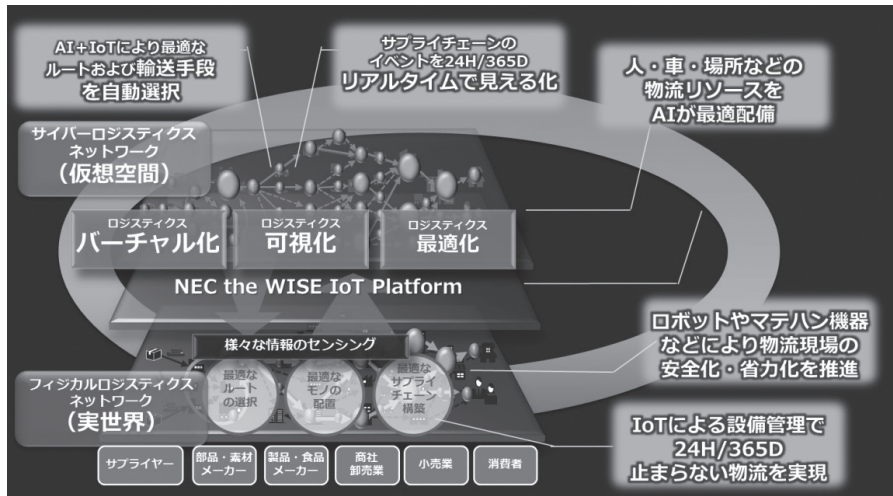 AI+IoTにより最適な
ルートおよび輸送手段
を自動選択
サプライチェーンの
イベントを24H/365D
リアルタイムで見える化
人・車・場所などの
物流リソースを
AIが最適配備
サイバーロジスティクス
ネットワーク
（仮想空間）
ロジスティクス
バーチャル化
ロジスティクス
可視化
ロジスティクス
最適化
NEC the WISE IoT Platform
様々な情報のセンシング
ロボットやマテハン機器
などにより物流現場の
安全化・省力化を推進
フィジカルロジスティクス
ネットワーク
（実世界）
最適な
ルート
の選択
最適な
モノの
配置
最適な
サプライ
チェーン
構築
IoTによる設備管理で
24H/365D
止まらない物流を実現
サプライヤー
部品・素材
メーカー
製品・食品
メーカー
商社
卸売業
小売業
消費者